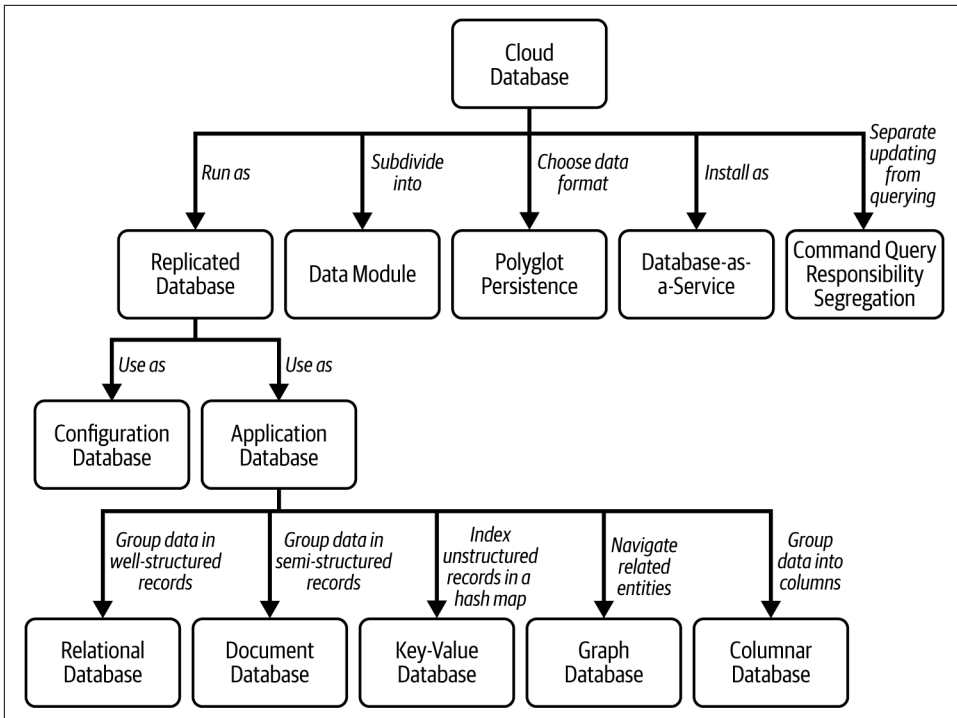 Cloud
Database
Run as
Subdivide
into
Choose data
format
Install as
Separate
updating
from
querying
Replicated
Database
Data Module
Polyglot
Persistence
Database-as-
a-Service
Command Query
Responsibility
Segregation
Use as
Use as
Configuration
Database
Application
Database
Group data in
well-structured
records
Group data in
semi-structured
records
Index
unstructured
records in a
hash map
Navigate
related
entities
Group
data into
columns
Relational
Database
Document
Database
Key-Value
Database
Graph
Database
Columnar
Database